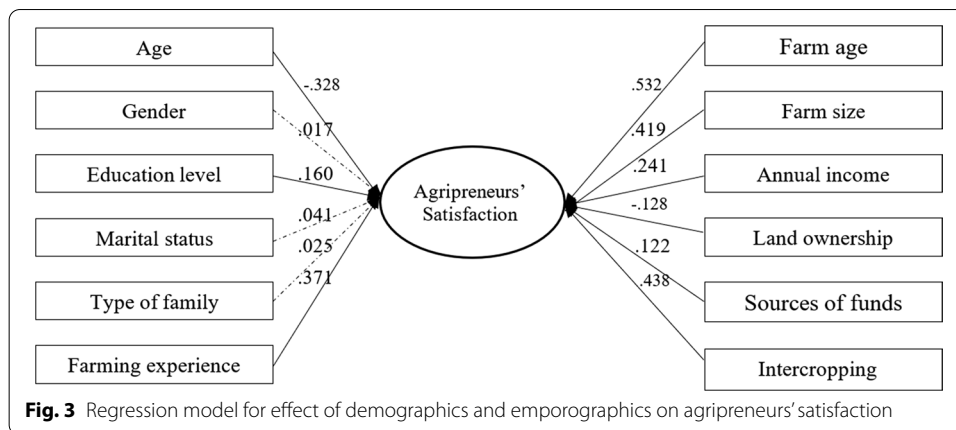 Age
Gender
Education level
Marital status
Type of family
Farming experience
-.328
.017
.160
.041
.025
.371
Agripreneurs'
Satisfaction
.532
.419
.241
-.128
.122
.438
Farm age
Farm size
Annual income
Land ownership
Sources of funds
Intercropping
Fig. 3 Regression model for effect of demographics and emporographics on agripreneurs' satisfaction